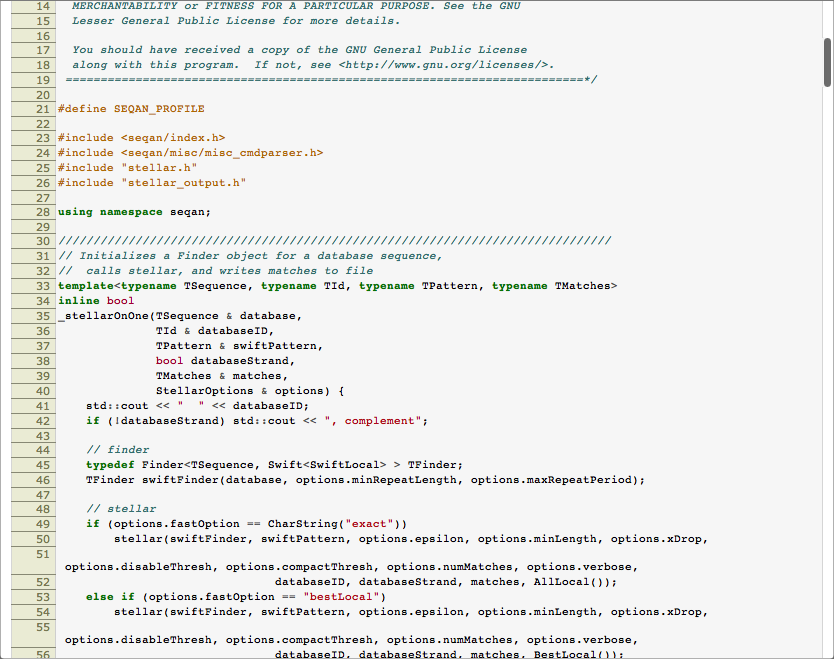 14 MERCHANTABILITY or FITNESS FOR A PARTICULAR PURPOSE. See the GNU
15 Lesser General Public License for more details.
16
17 You should have received a copy of the GNU General Public License
18 along with this program.  If not, see <http://www.gnu.org/licenses/>.
19 ==========================================================================*/
20
21 #define SEQAN_PROFILE
22
23 #include <seqan/index.h>
24 #include <seqan/misc/misc_cmdparser.h>
25 #include "stellar.h"
26 #include "stellar_output.h"
27
28 using namespace seqan;
29
30 ///////////////////////////////////////////////////////////////////////////////
31 // Initializes a Finder object for a database sequence,
32 //  calls stellar, and writes matches to file
33 template<typename TSequence, typename TId, typename TPattern, typename TMatches>
34 inline bool
35 _stellarOnOne(TSequence & database,
36               TId & databaseID,
37               TPattern & swiftPattern,
38               bool databaseStrand,
39               TMatches & matches,
40               StellarOptions & options) {
41     std::cout << "  " << databaseID;
42     if (!databaseStrand) std::cout << ", complement";
43
44     // finder
45     typedef Finder<TSequence, Swift<SwiftLocal> > TFinder;
46     TFinder swiftFinder(database, options.minRepeatLength, options.maxRepeatPeriod);
47
48     // stellar
49     if (options.fastOption == CharString("exact"))
50         stellar(swiftFinder, swiftPattern, options.epsilon, options.minLength, options.xDrop,
51
options.disableThresh, options.compactThresh, options.numMatches, options.verbose,
52                               databaseID, databaseStrand, matches, AllLocal());
53     else if (options.fastOption == "bestLocal")
54         stellar(swiftFinder, swiftPattern, options.epsilon, options.minLength, options.xDrop,
55
options.disableThresh, options.compactThresh, options.numMatches, options.verbose,
56                               databaseID, databaseStrand, matches, BestLocal());